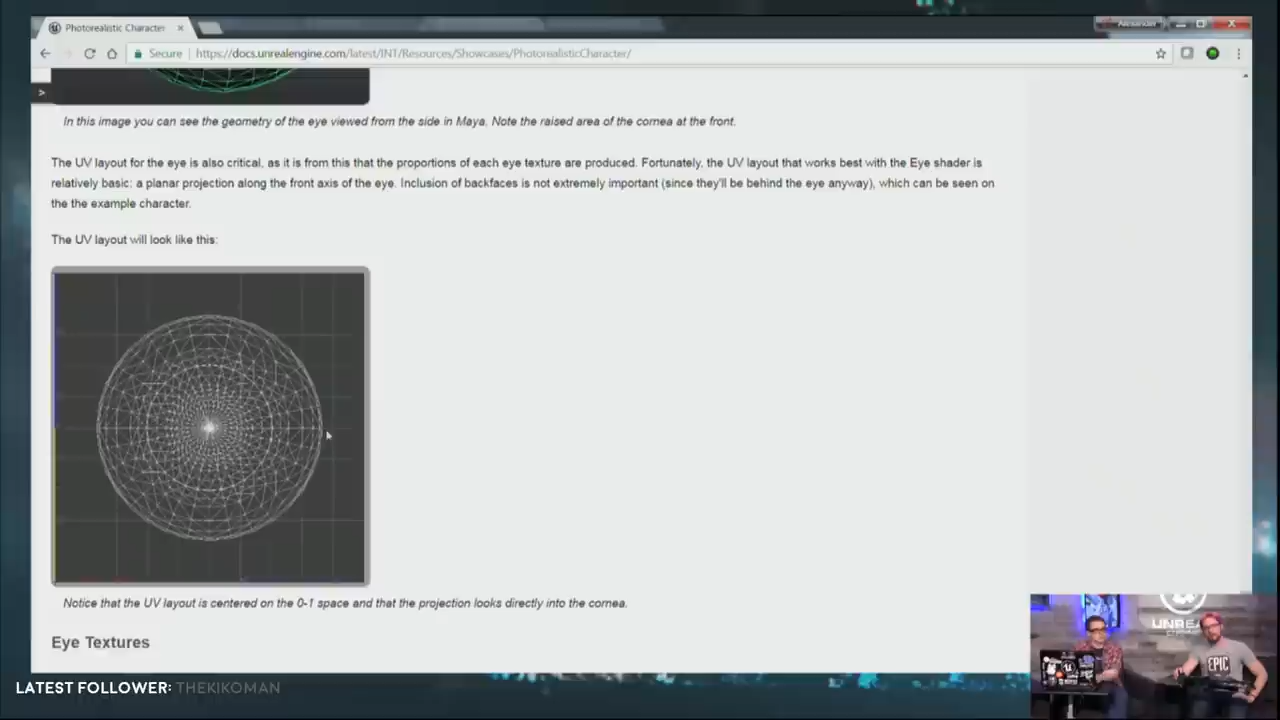 Photorealistic Character
Alexander
Secure
https://docs.unrealengine.com/latest/INT/Resources/Showcases/PhotorealisticCharacter/
>
In this image you can see the geometry of the eye viewed from the side in Maya. Note the raised area of the cornea at the front.
The UV layout for the eye is also critical, as it is from this that the proportions of each eye texture are produced. Fortunately, the UV layout that works best with the Eye shader is
relatively basic: a planar projection along the front axis of the eye. Inclusion of backfaces is not extremely important (since they'll be behind the eye anyway), which can be seen on
the the example character.
The UV layout will look like this:
Notice that the UV layout is centered on the 0-1 space and that the projection looks directly into the cornea.
Eye Textures
UNREAL
EPIC
LATEST FOLLOWER: THEKIKOMAN